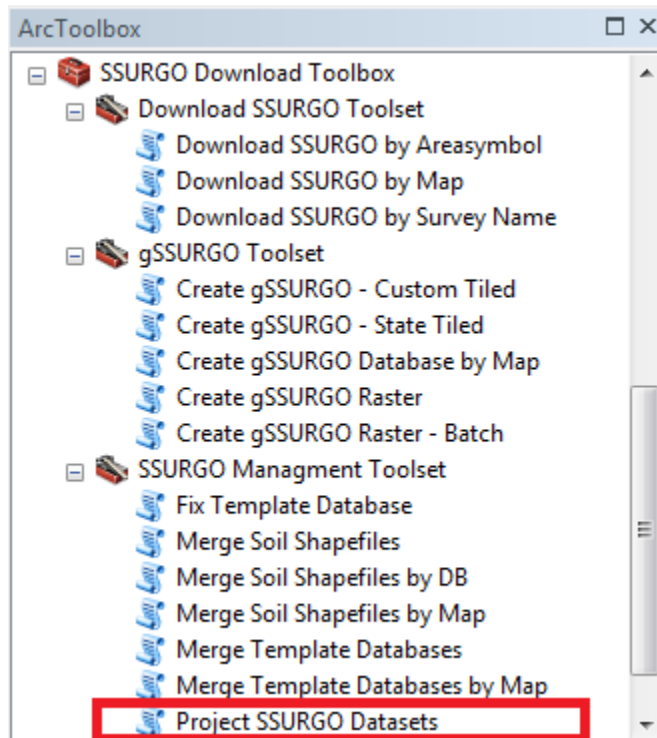 ArcToolbox
SSURGO Download Toolbox
Download SSURGO Toolset
Download SSURGO by Areasymbol
Download SSURGO by Map
Download SSURGO by Survey Name
gSSURGO Toolset
Create gSSURGO - Custom Tiled
Create gSSURGO - State Tiled
Create gSSURGO Database by Map
Create gSSURGO Raster
Create gSSURGO Raster - Batch
SSURGO Managment Toolset
Fix Template Database
Merge Soil Shapefiles
Merge Soil Shapefiles by DB
Merge Soil Shapefiles by Map
Merge Template Databases
Merge Template Databases by Map
Project SSURGO Datasets